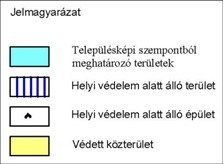 Jelmagyarázat
Településképi szempontból
meghatározó területek
Helyi védelem alatt álló terület
Helyi védelem alatt álló épület
Védett közterület